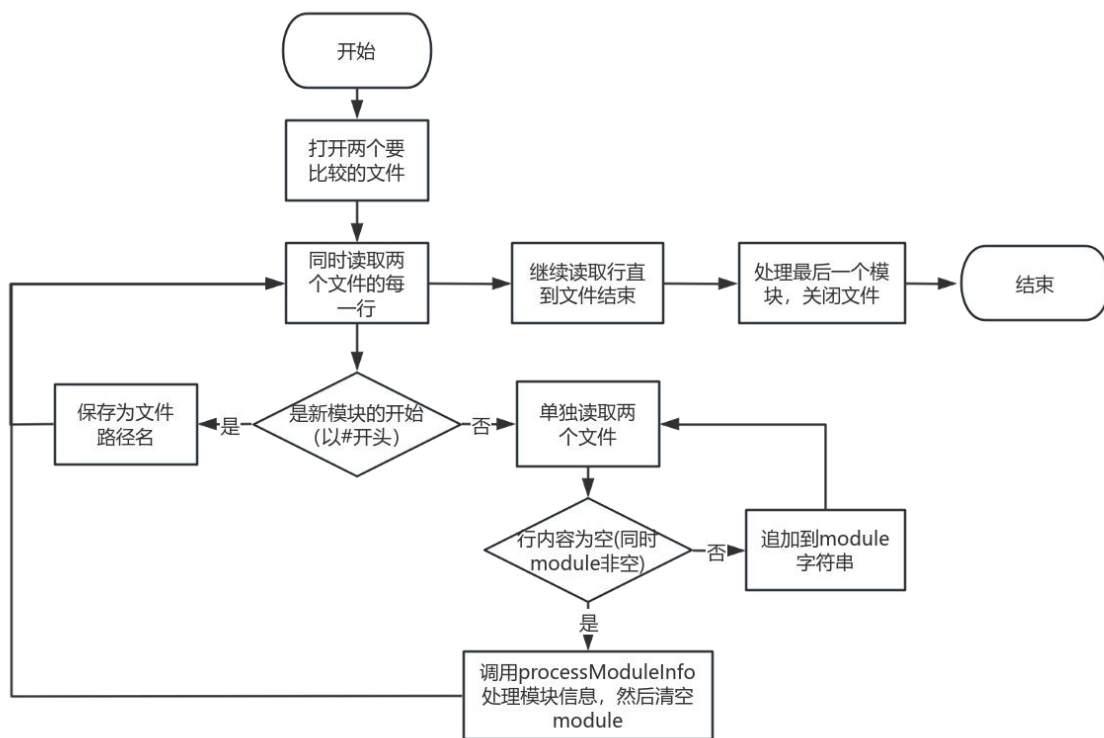 开始
打开两个要
比较的文件
同时读取两
个文件的每
一行
继续读取行直
到文件结束
处理最后一个模
块，关闭文件
结束
保存为文件
路径名
是
是新模块的开始
（以#开头）
否
单独读取两
个文件
行内容为空(同时
module非空)
否
追加到module
字符串
是
调用processModuleInfo
处理模块信息，然后清空
module